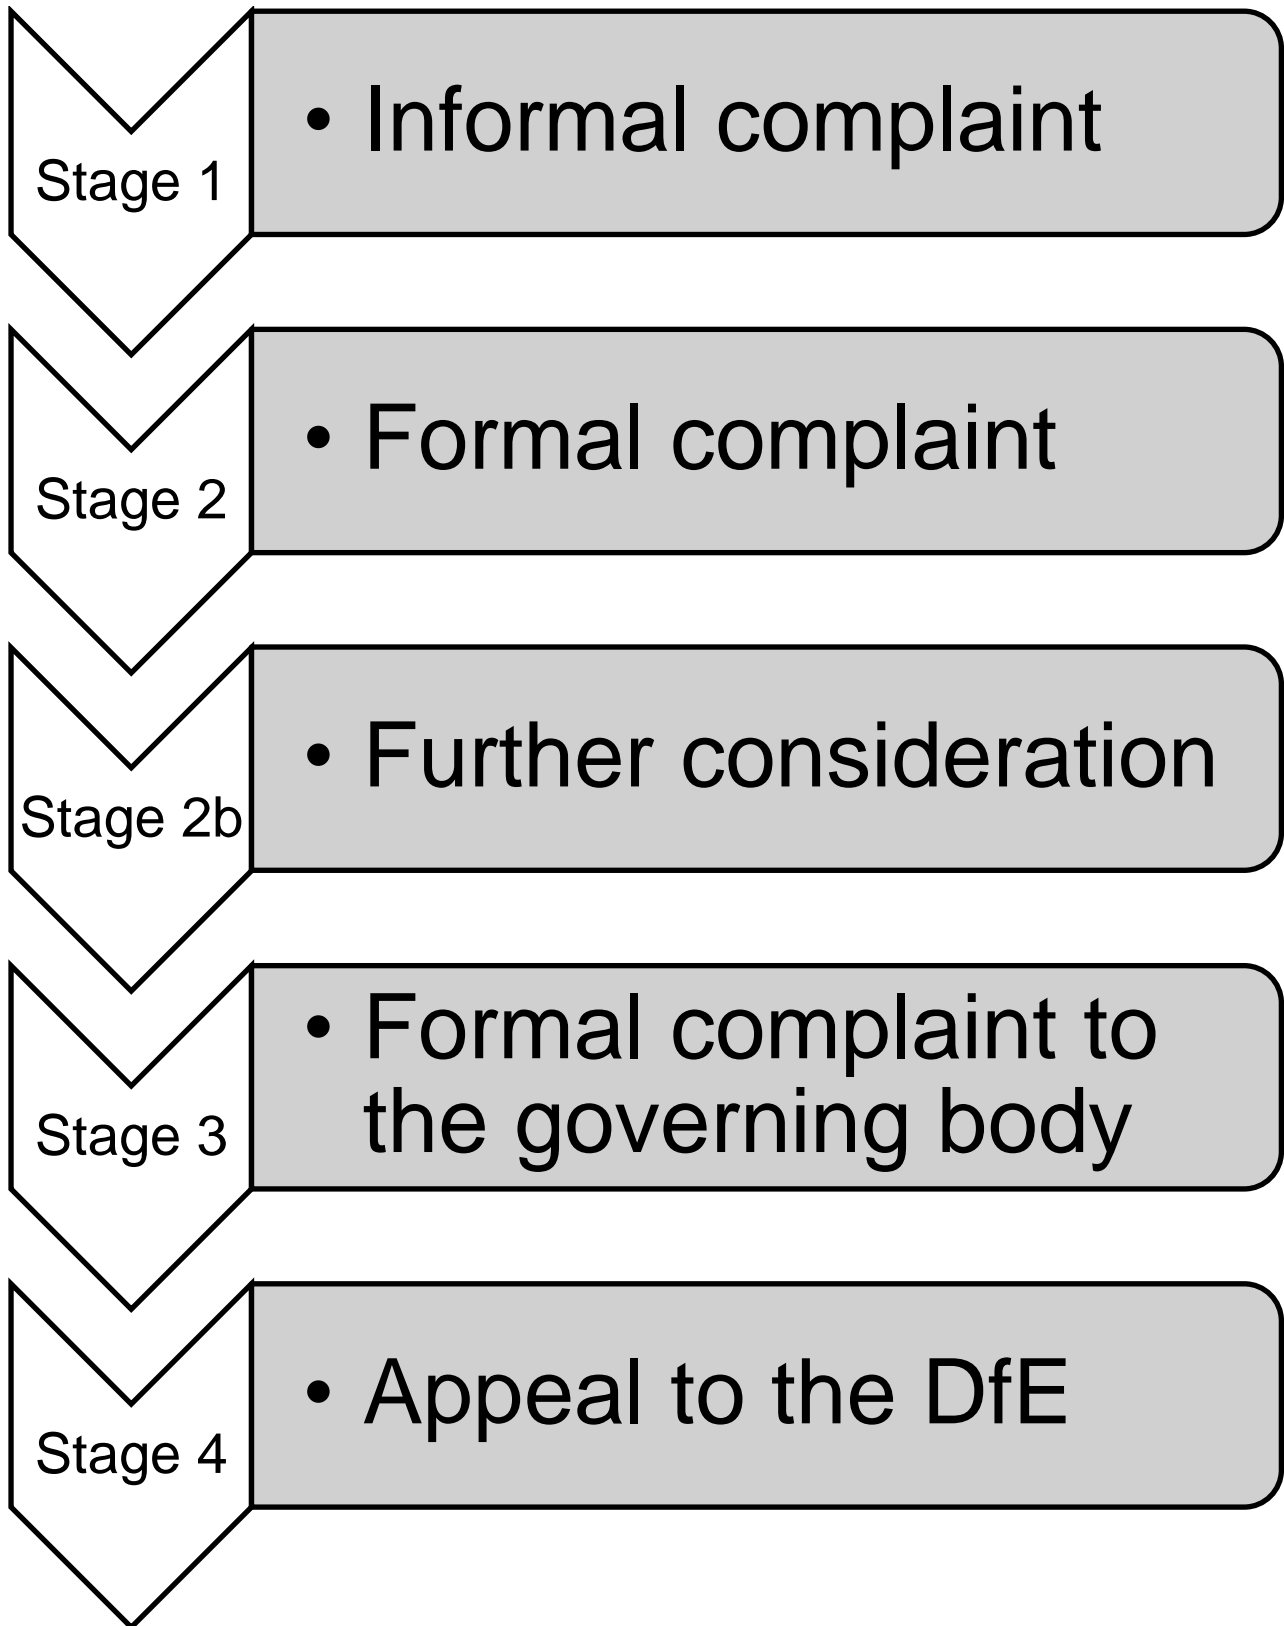 Stage 1
• Informal complaint
Stage 2
• Formal complaint
Stage 2b
• Further consideration
Stage 3
• Formal complaint to
the governing body
Stage 4
• Appeal to the DfE